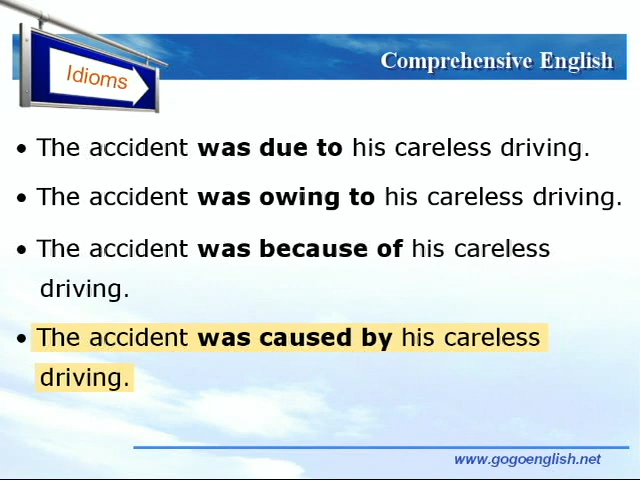 Idioms
Comprehensive English
• The accident was due to his careless driving.
• The accident was owing to his careless driving.
• The accident was because of his careless
driving.
• The accident was caused by his careless
driving.
www.gogoenglish.net